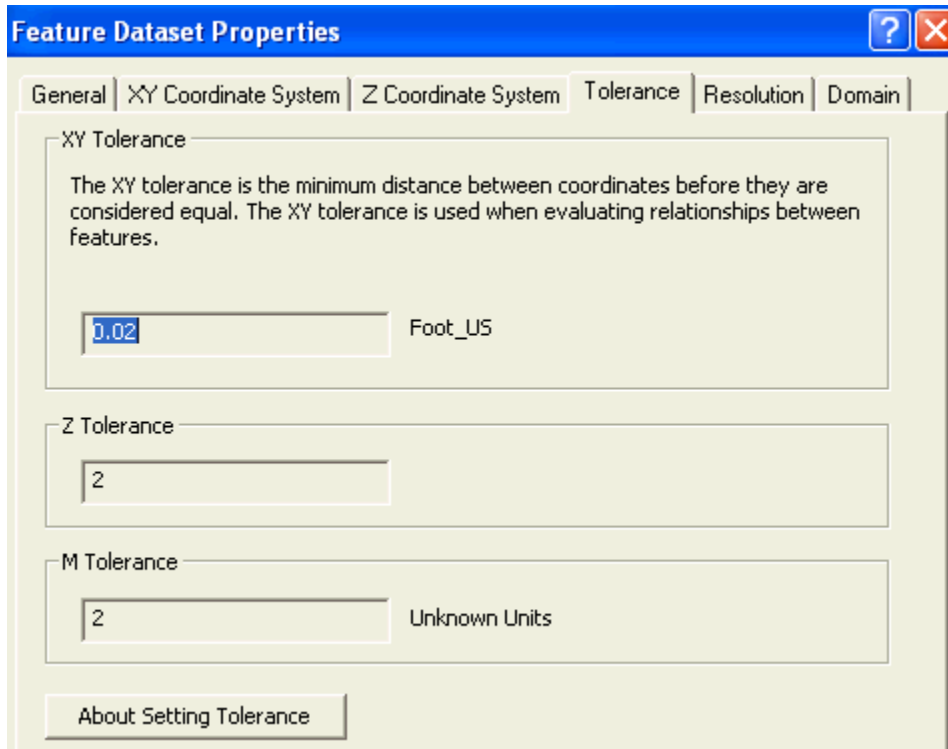 Feature Dataset Properties
General XY Coordinate System Z Coordinate System Tolerance Resolution Domain
XY Tolerance
The XY tolerance is the minimum distance between coordinates before they are
considered equal. The XY tolerance is used when evaluating relationships between
features.
0.02 Foot_US
Z Tolerance
2
M Tolerance
2 Unknown Units
About Setting Tolerance